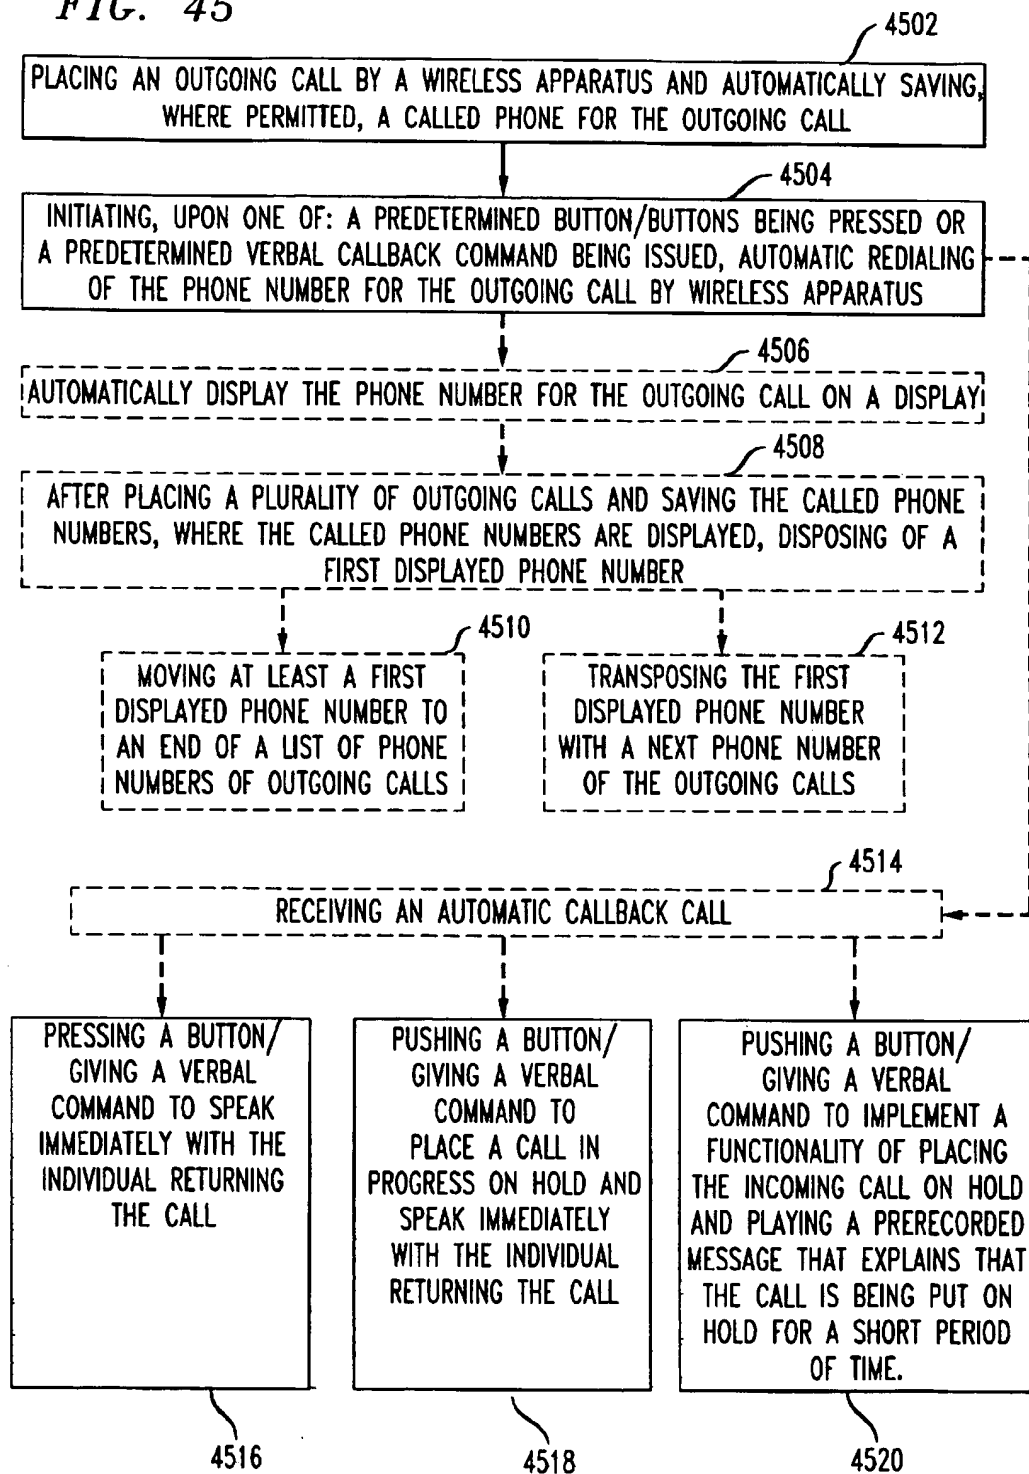 FIG. 45
4502
PLACING AN OUTGOING CALL BY A WIRELESS APPARATUS AND AUTOMATICALLY SAVING,
WHERE PERMITTED, A CALLED PHONE FOR THE OUTGOING CALL
4504
INITIATING, UPON ONE OF: A PREDETERMINED BUTTON/BUTTONS BEING PRESSED OR
A PREDETERMINED VERBAL CALLBACK COMMAND BEING ISSUED, AUTOMATIC REDIALING
OF THE PHONE NUMBER FOR THE OUTGOING CALL BY WIRELESS APPARATUS
4506
AUTOMATICALLY DISPLAY THE PHONE NUMBER FOR THE OUTGOING CALL ON A DISPLAY
4508
AFTER PLACING A PLURALITY OF OUTGOING CALLS AND SAVING THE CALLED PHONE
NUMBERS, WHERE THE CALLED PHONE NUMBERS ARE DISPLAYED, DISPOSING OF A
FIRST DISPLAYED PHONE NUMBER
4510
MOVING AT LEAST A FIRST
DISPLAYED PHONE NUMBER TO
AN END OF A LIST OF PHONE
NUMBERS OF OUTGOING CALLS
4512
TRANSPOSING THE FIRST
DISPLAYED PHONE NUMBER
WITH A NEXT PHONE NUMBER
OF THE OUTGOING CALLS
4514
RECEIVING AN AUTOMATIC CALLBACK CALL
PRESSING A BUTTON/
GIVING A VERBAL
COMMAND TO SPEAK
IMMEDIATELY WITH THE
INDIVIDUAL RETURNING
THE CALL
4516
PUSHING A BUTTON/
GIVING A VERBAL
COMMAND TO
PLACE A CALL IN
PROGRESS ON HOLD AND
SPEAK IMMEDIATELY
WITH THE INDIVIDUAL
RETURNING THE CALL
4518
PUSHING A BUTTON/
GIVING A VERBAL
COMMAND TO IMPLEMENT A
FUNCTIONALITY OF PLACING
THE INCOMING CALL ON HOLD
AND PLAYING A PRERECORDED
MESSAGE THAT EXPLAINS THAT
THE CALL IS BEING PUT ON
HOLD FOR A SHORT PERIOD
OF TIME.
4520